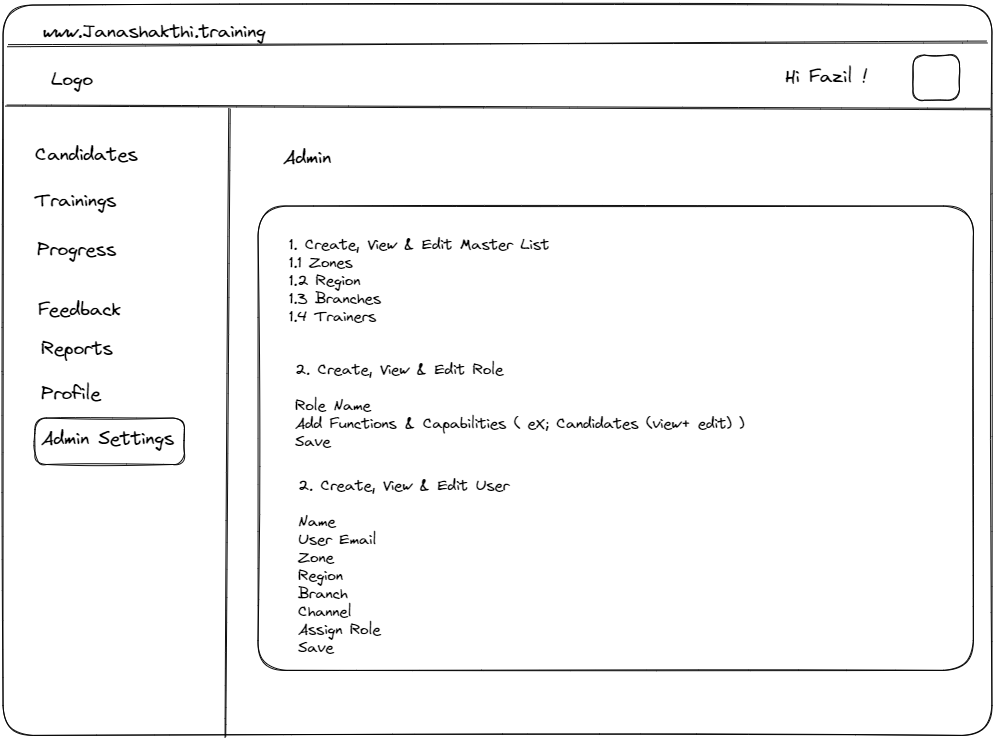 www.Janashakthi.training
Logo
Hi Fazil !
Candidates
Trainings
Progress
Feedback
Reports
Profile
Admin Settings
Admin
1. Create, View & Edit Master List
1.1 Zones
1.2 Region
1.3 Branches
1.4 Trainers
2. Create, View & Edit Role
Role Name
Add Functions & Capabilities ( ex; Candidates (view+ edit) )
Save
2. Create, View & Edit User
Name
User Email
Zone
Region
Branch
Channel
Assign Role
Save